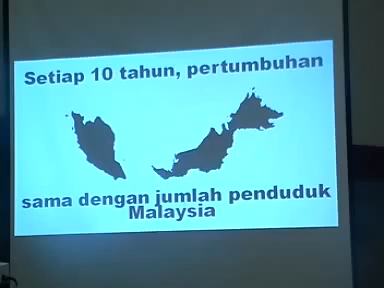 Setiap 10 tahun, pertumbuhan
sama dengan jumlah penduduk
Malaysia